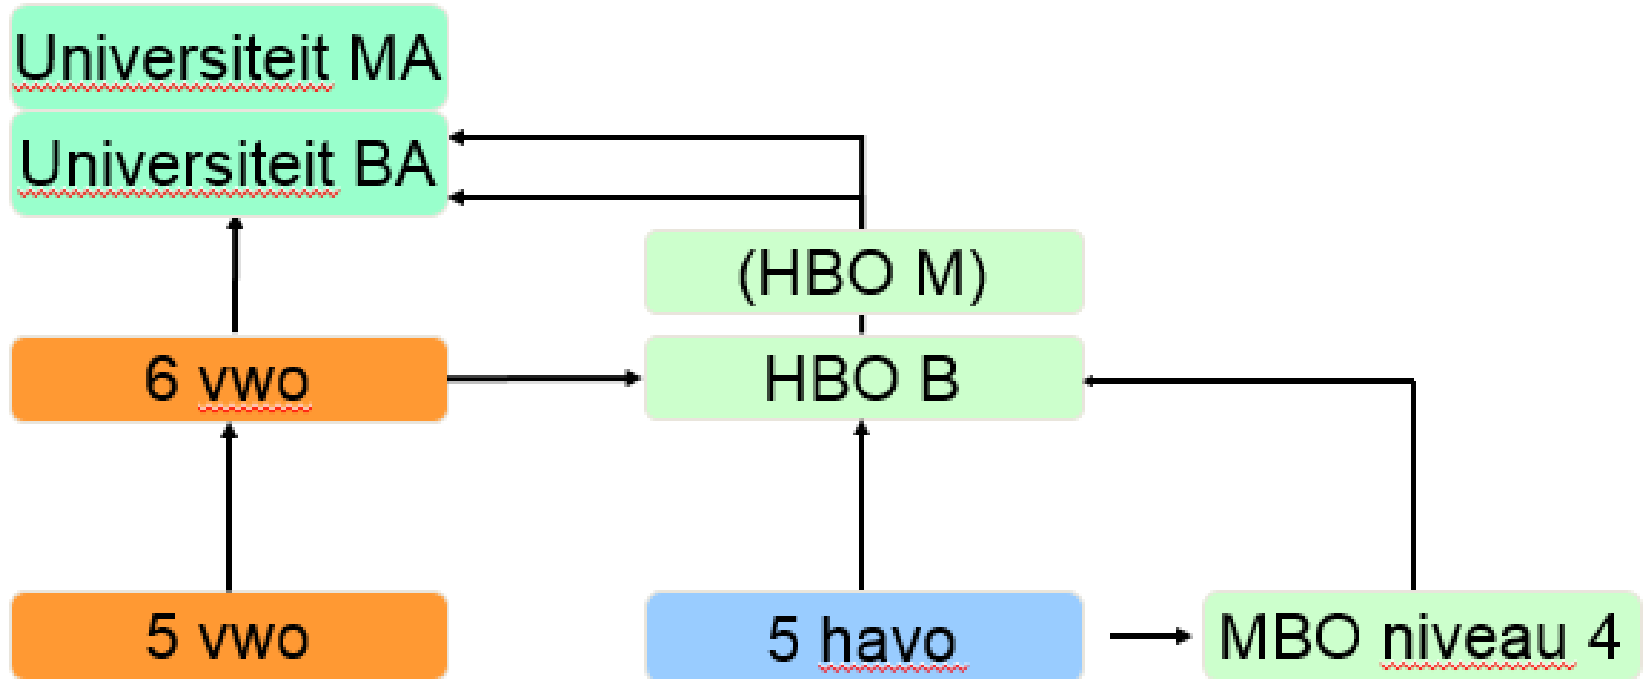 Universiteit MA
Universiteit BA
(HBO M)
6 vwo
HBO B
5 vwo
5 havo
MBO niveau 4